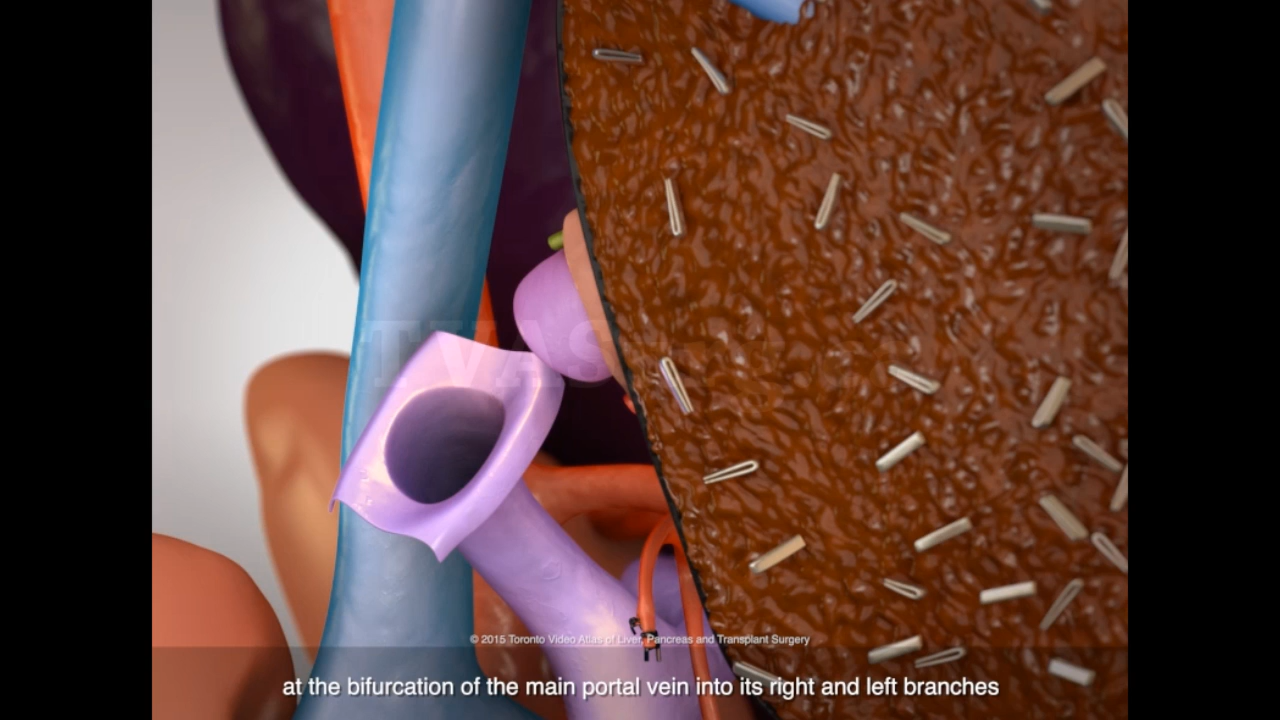 TVASURG
© 2015 Toronto Video Atlas of Liver, Pancreas and Transplant Surgery
at the bifurcation of the main portal vein into its right and left branches